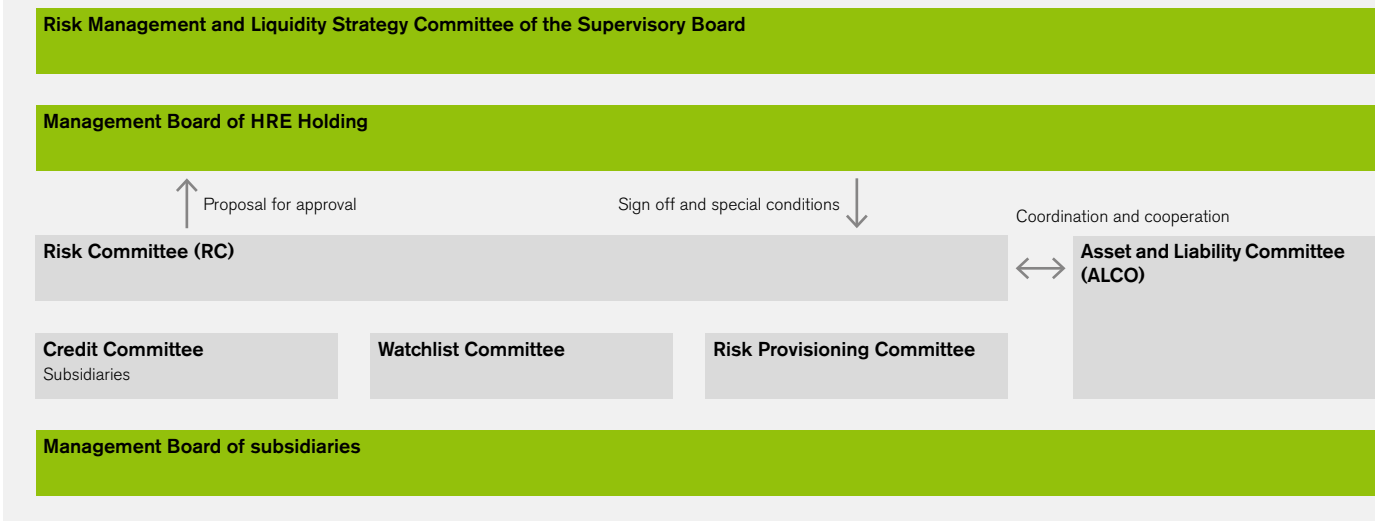 Risk Management and Liquidity Strategy Committee of the Supervisory Board
Management Board of HRE Holding
Proposal for approval
Sign off and special conditions
Coordination and cooperation
Risk Committee (RC)
Asset and Liability Committee
(ALCO)
Credit Committee
Subsidiaries
Watchlist Committee
Risk Provisioning Committee
Management Board of subsidiaries